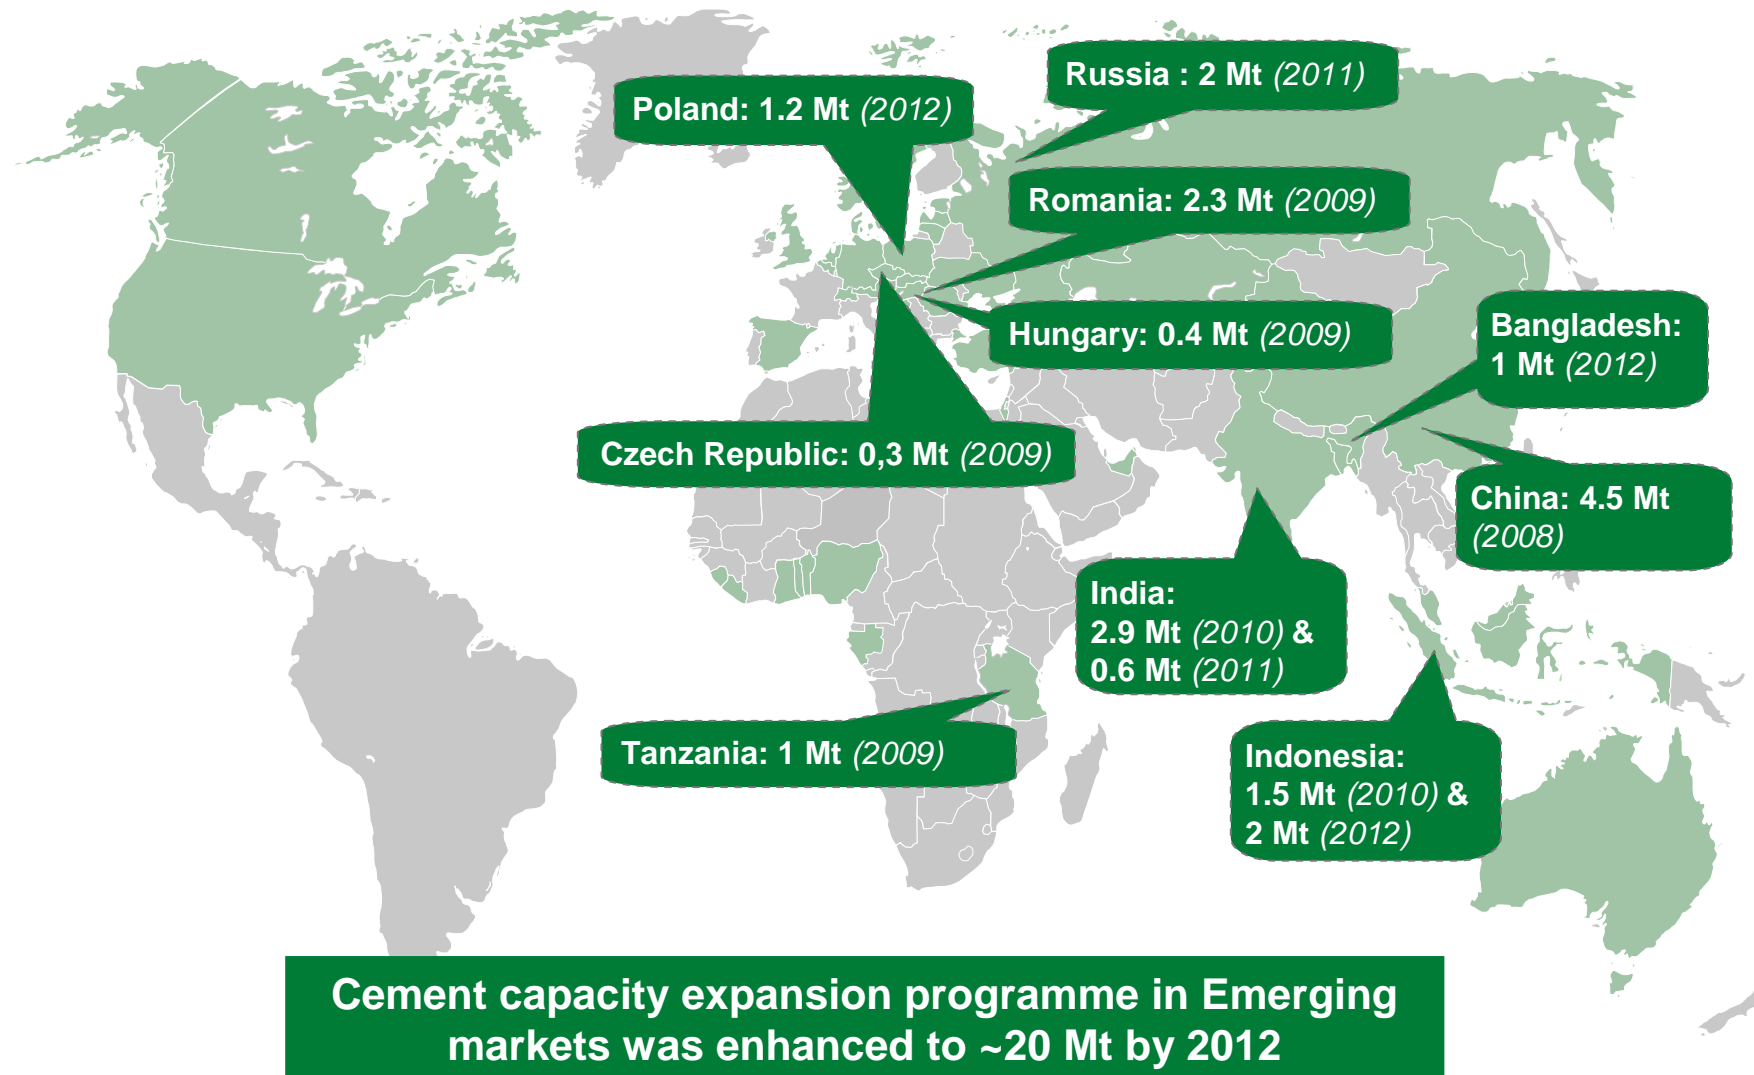 Russia : 2 Mt (2011)
Poland: 1.2 Mt (2012)
Romania: 2.3 Mt (2009)
Hungary: 0.4 Mt (2009)
Bangladesh:
1 Mt (2012)
Czech Republic: 0,3 Mt (2009)
China: 4.5 Mt
(2008)
India:
2.9 Mt (2010) &
0.6 Mt (2011)
Tanzania: 1 Mt (2009)
Indonesia:
1.5 Mt (2010) &
2 Mt (2012)
Cement capacity expansion programme in Emerging
markets was enhanced to ~20 Mt by 2012